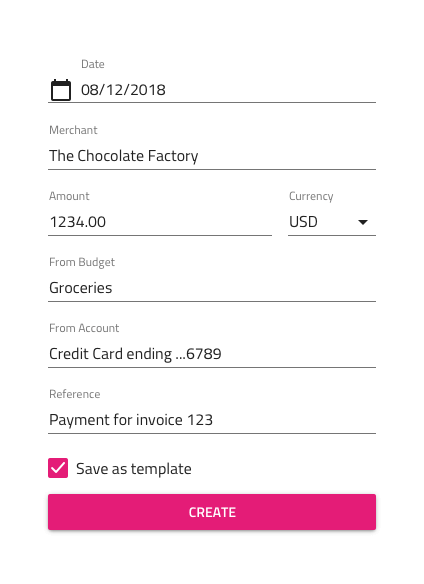 Date
08/12/2018
Merchant
The Chocolate Factory
Amount
Currency
1234.00
USD
From Budget
Groceries
From Account
Credit Card ending ...6789
Reference
Payment for invoice 123
Save as template
CREATE